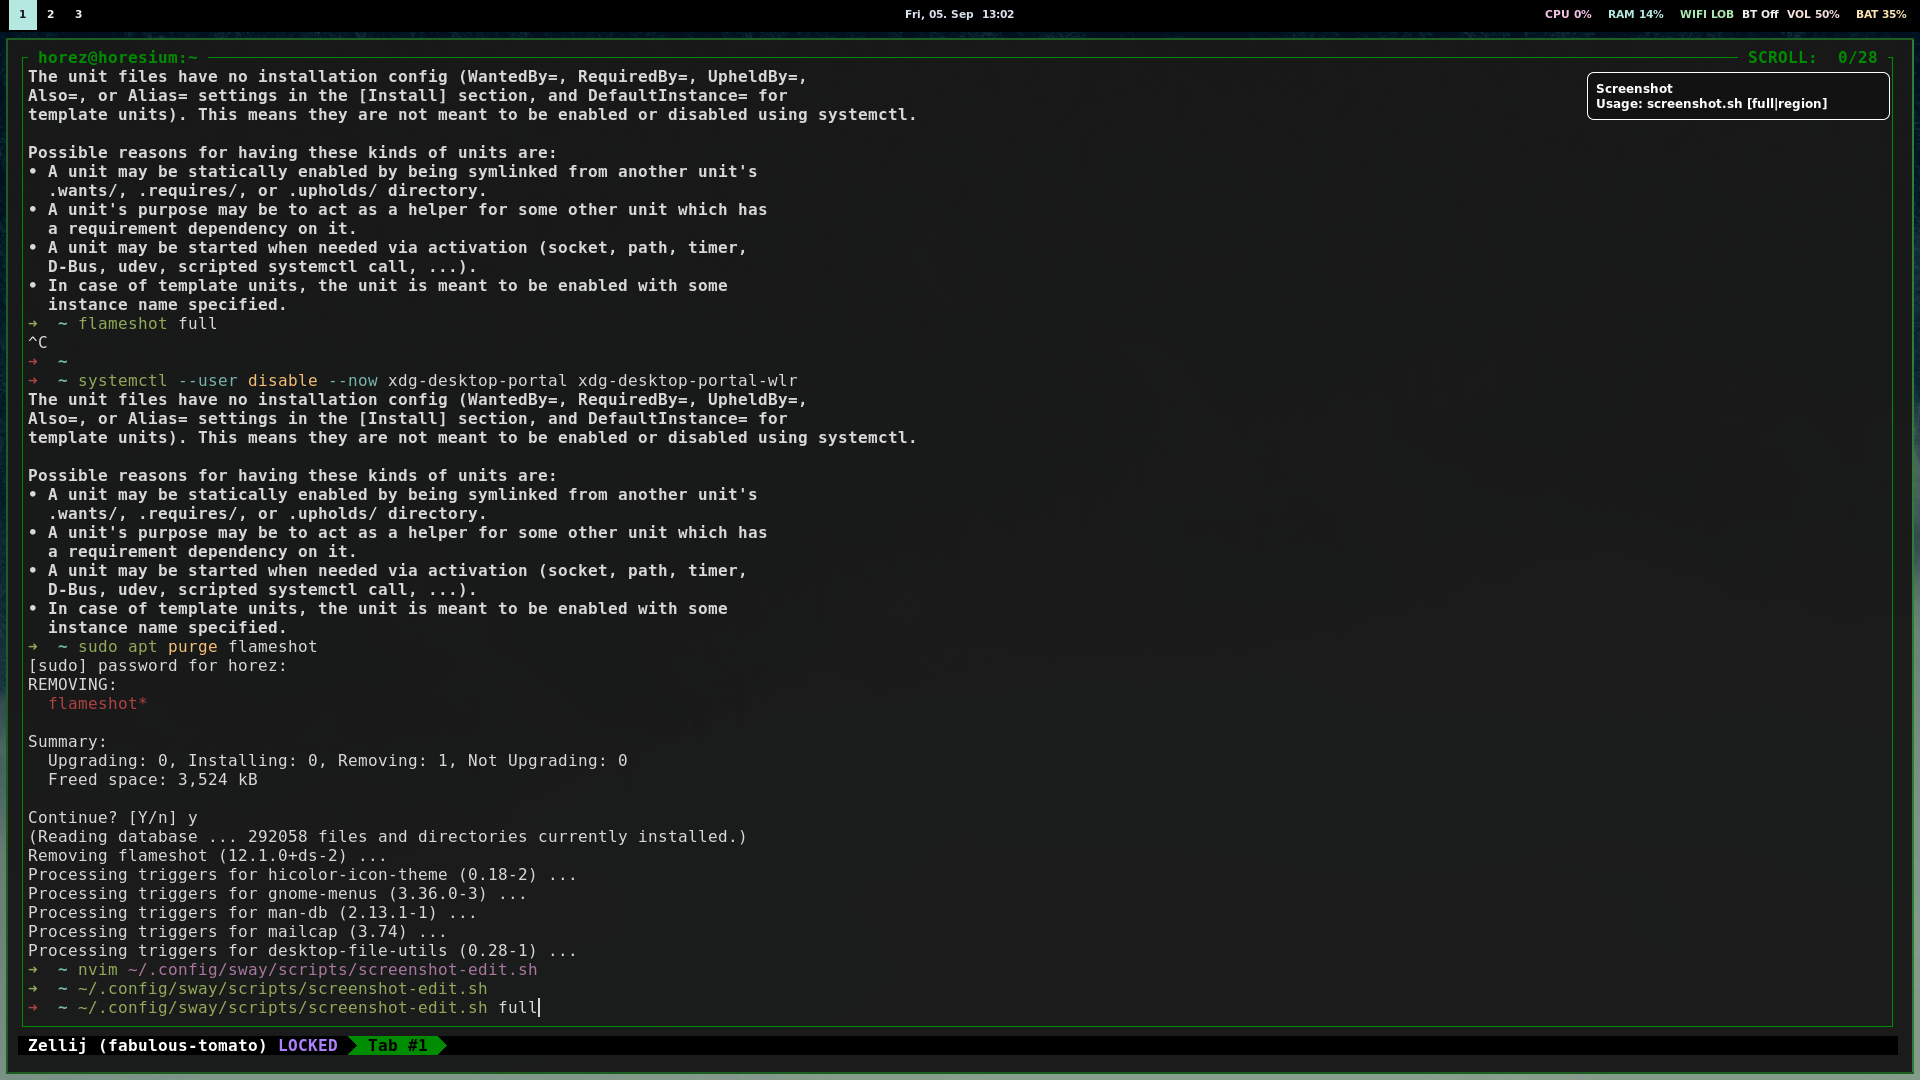 1 2 3 Fri, 05. Sep 13:02 CPU 0% RAM 14% WIFI LOB BT Off VOL 50% BAT 35%
horez@horesium:~ SCROLL: 0/28
The unit files have no installation config (WantedBy=, RequiredBy=, UpheldBy=,
Also=, or Alias= settings in the [Install] section, and DefaultInstance= for
template units). This means they are not meant to be enabled or disabled using systemctl.
Screenshot
Usage: screenshot.sh [full|region]
Possible reasons for having these kinds of units are:
• A unit may be statically enabled by being symlinked from another unit's
.wants/, .requires/, or .upholds/ directory.
• A unit's purpose may be to act as a helper for some other unit which has
a requirement dependency on it.
• A unit may be started when needed via activation (socket, path, timer,
D-Bus, udev, scripted systemctl call, ...).
• In case of template units, the unit is meant to be enabled with some
instance name specified.
➜ ~ flameshot full
^C
➜ ~
➜ ~ systemctl --user disable --now xdg-desktop-portal xdg-desktop-portal-wlr
The unit files have no installation config (WantedBy=, RequiredBy=, UpheldBy=,
Also=, or Alias= settings in the [Install] section, and DefaultInstance= for
template units). This means they are not meant to be enabled or disabled using systemctl.
Possible reasons for having these kinds of units are:
• A unit may be statically enabled by being symlinked from another unit's
.wants/, .requires/, or .upholds/ directory.
• A unit's purpose may be to act as a helper for some other unit which has
a requirement dependency on it.
• A unit may be started when needed via activation (socket, path, timer,
D-Bus, udev, scripted systemctl call, ...).
• In case of template units, the unit is meant to be enabled with some
instance name specified.
➜ ~ sudo apt purge flameshot
[sudo] password for horez:
REMOVING:
flameshot*
Summary:
Upgrading: 0, Installing: 0, Removing: 1, Not Upgrading: 0
Freed space: 3,524 kB
Continue? [Y/n] y
(Reading database ... 292058 files and directories currently installed.)
Removing flameshot (12.1.0+ds-2) ...
Processing triggers for hicolor-icon-theme (0.18-2) ...
Processing triggers for gnome-menus (3.36.0-3) ...
Processing triggers for man-db (2.13.1-1) ...
Processing triggers for mailcap (3.74) ...
Processing triggers for desktop-file-utils (0.28-1) ...
➜ ~ nvim ~/.config/sway/scripts/screenshot-edit.sh
➜ ~ ~/.config/sway/scripts/screenshot-edit.sh
➜ ~ ~/.config/sway/scripts/screenshot-edit.sh full
Zellij (fabulous-tomato) LOCKED Tab #1